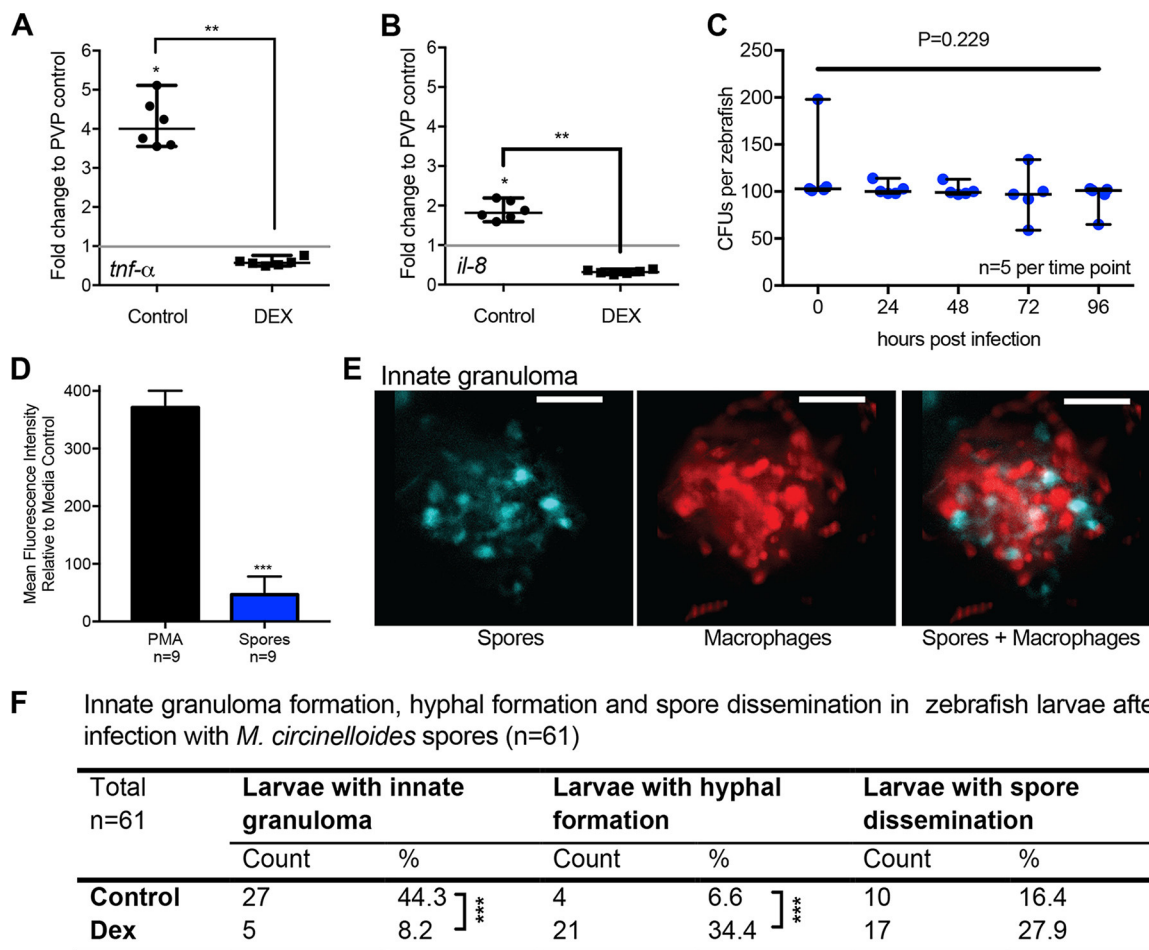 A
**
Fold change to PVP control
6
5
4
3
2
1
0
*
tnf-α
Control
DEX
B
**
Fold change to PVP control
6
5
4
3
2
1
0
*
il-8
Control
DEX
C
P=0.229
CFUs per zebrafish
250
200
150
100
50
0
n=5 per time point
0 24 48 72 96
hours post infection
D
Mean Fluorescence Intensity
Relative to Media Control
400
300
200
100
0
***
PMA
n=9
Spores
n=9
E
Innate granuloma
Spores
Macrophages
Spores + Macrophages
F
Innate granuloma formation, hyphal formation and spore dissemination in zebrafish larvae afte
infection with M. circinelloides spores (n=61)
Total
n=61
Larvae with innate
granuloma
Larvae with hyphal
formation
Larvae with spore
dissemination
Count % Count % Count %
Control 27 44.3 *** 4 6.6 *** 10 16.4
Dex 5 8.2 21 34.4 17 27.9